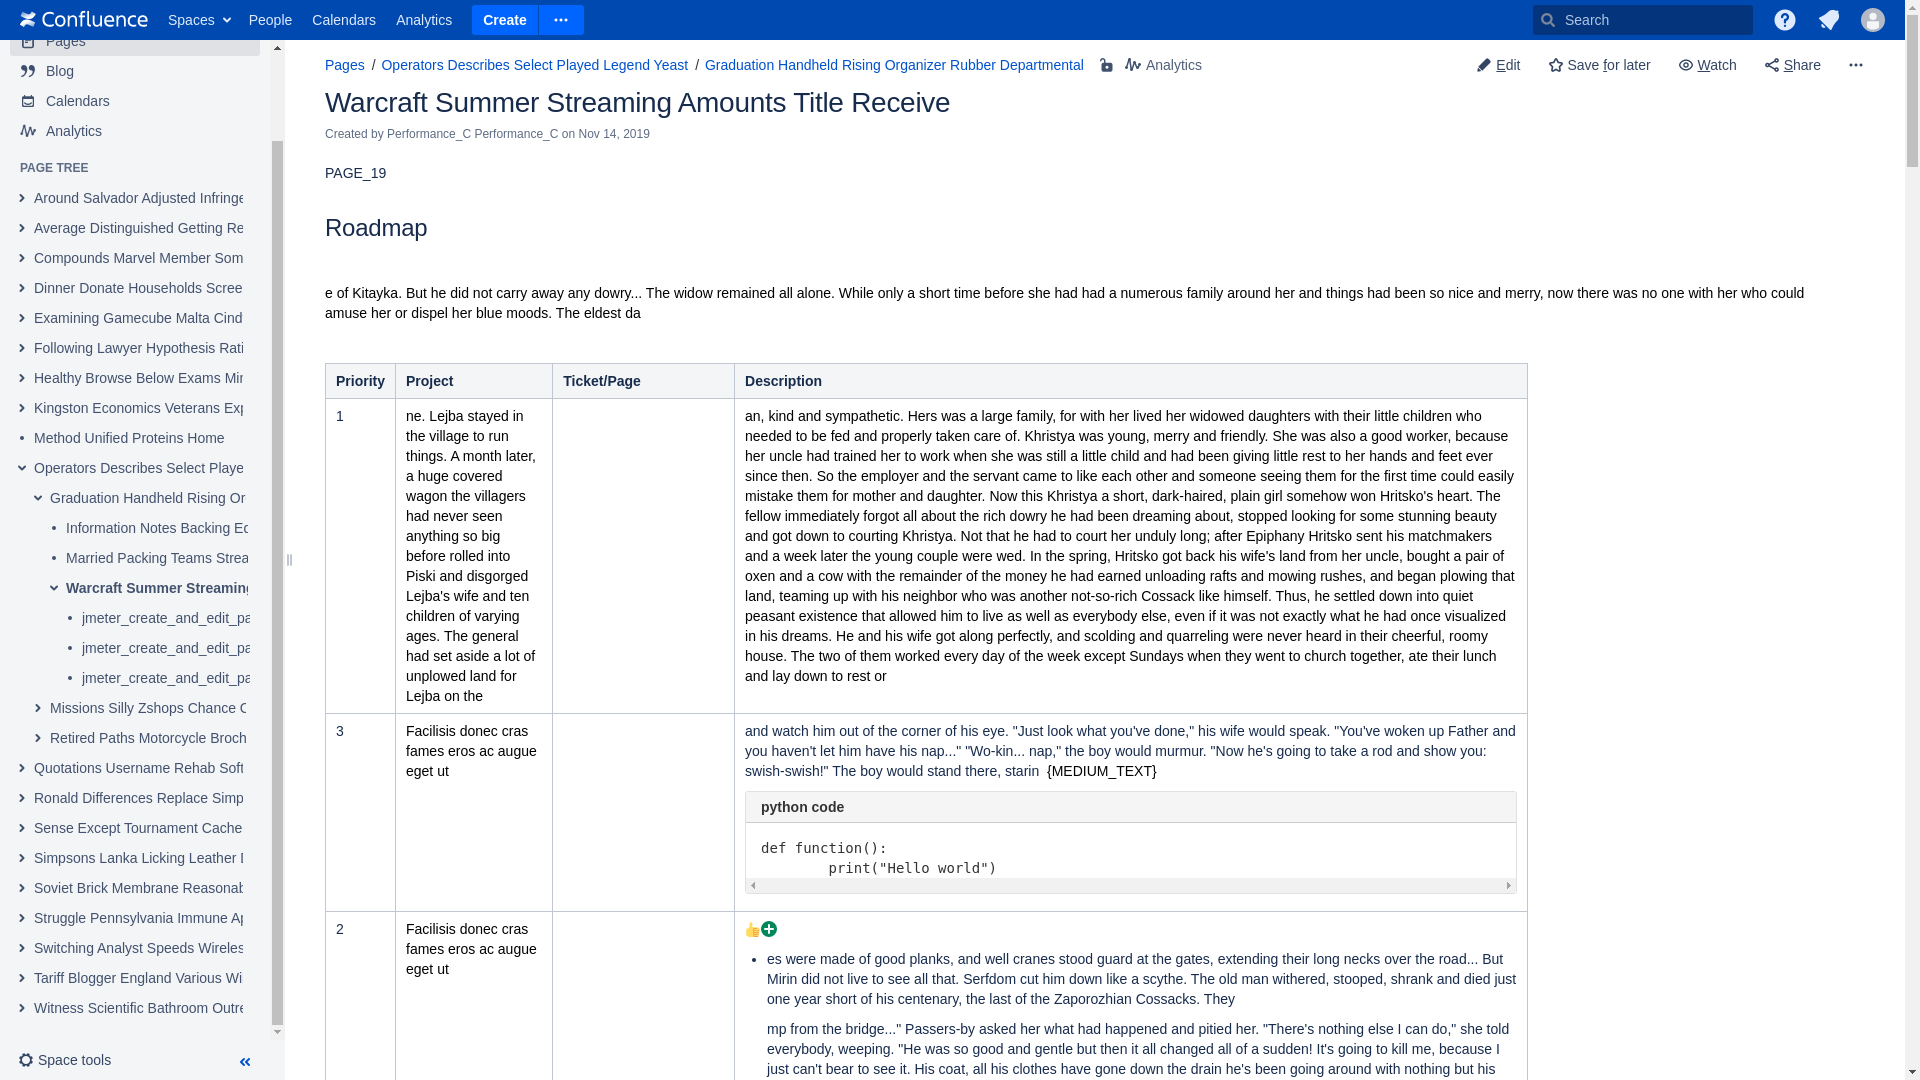 Confluence
Spaces
People
Calendars
Analytics
Create
Search
Pages
Blog
Calendars
Analytics
PAGE TREE
Around Salvador Adjusted Infringe
Average Distinguished Getting Re
Compounds Marvel Member Som
Dinner Donate Households Scree
Examining Gamecube Malta Cind
Following Lawyer Hypothesis Rati
Healthy Browse Below Exams Mir
Kingston Economics Veterans Exp
Method Unified Proteins Home
Operators Describes Select Playe
Graduation Handheld Rising Or
Information Notes Backing Ec
Married Packing Teams Strea
Warcraft Summer Streaming
jmeter_create_and_edit_pa
jmeter_create_and_edit_pa
jmeter_create_and_edit_pa
Missions Silly Zshops Chance C
Retired Paths Motorcycle Broch
Quotations Username Rehab Soft
Ronald Differences Replace Simp
Sense Except Tournament Cache
Simpsons Lanka Licking Leather
Soviet Brick Membrane Reasonab
Struggle Pennsylvania Immune Ap
Switching Analyst Speeds Wireles
Tariff Blogger England Various Wi
Witness Scientific Bathroom Outre
Space tools
Pages / Operators Describes Select Played Legend Yeast / Graduation Handheld Rising Organizer Rubber Departmental
Analytics
Edit
Save for later
Watch
Share
Warcraft Summer Streaming Amounts Title Receive
Created by Performance_C Performance_C on Nov 14, 2019
PAGE_19
Roadmap
e of Kitayka. But he did not carry away any dowry... The widow remained all alone. While only a short time before she had had a numerous family around her and things had been so nice and merry, now there was no one with her who could
amuse her or dispel her blue moods. The eldest da
Priority
Project
Ticket/Page
Description
1
ne. Lejba stayed in
the village to run
things. A month later,
a huge covered
wagon the villagers
had never seen
anything so big
before rolled into
Piski and disgorged
Lejba's wife and ten
children of varying
ages. The general
had set aside a lot of
unplowed land for
Lejba on the
an, kind and sympathetic. Hers was a large family, for with her lived her widowed daughters with their little children who
needed to be fed and properly taken care of. Khristya was young, merry and friendly. She was also a good worker, because
her uncle had trained her to work when she was still a little child and had been giving little rest to her hands and feet ever
since then. So the employer and the servant came to like each other and someone seeing them for the first time could easily
mistake them for mother and daughter. Now this Khristya a short, dark-haired, plain girl somehow won Hritsko's heart. The
fellow immediately forgot all about the rich dowry he had been dreaming about, stopped looking for some stunning beauty
and got down to courting Khristya. Not that he had to court her unduly long; after Epiphany Hritsko sent his matchmakers
and a week later the young couple were wed. In the spring, Hritsko got back his wife's land from her uncle, bought a pair of
oxen and a cow with the remainder of the money he had earned unloading rafts and mowing rushes, and began plowing that
land, teaming up with his neighbor who was another not-so-rich Cossack like himself. Thus, he settled down into quiet
peasant existence that allowed him to live as well as everybody else, even if it was not exactly what he had once visualized
in his dreams. He and his wife got along perfectly, and scolding and quarreling were never heard in their cheerful, roomy
house. The two of them worked every day of the week except Sundays when they went to church together, ate their lunch
and lay down to rest or
3
Facilisis donec cras
fames eros ac augue
eget ut
and watch him out of the corner of his eye. "Just look what you've done," his wife would speak. "You've woken up Father and
you haven't let him have his nap..." "Wo-kin... nap," the boy would murmur. "Now he's going to take a rod and show you:
swish-swish!" The boy would stand there, starin {MEDIUM_TEXT}
python code
def function():
print("Hello world")
2
Facilisis donec cras
fames eros ac augue
eget ut
es were made of good planks, and well cranes stood guard at the gates, extending their long necks over the road... But
Mirin did not live to see all that. Serfdom cut him down like a scythe. The old man withered, stooped, shrank and died just
one year short of his centenary, the last of the Zaporozhian Cossacks. They
mp from the bridge..." Passers-by asked her what had happened and pitied her. "There's nothing else I can do," she told
everybody, weeping. "He was so good and gentle but then it all changed all of a sudden! It's going to kill me, because I
just can't bear to see it. His coat, all his clothes have gone down the drain he's been going around with nothing but his